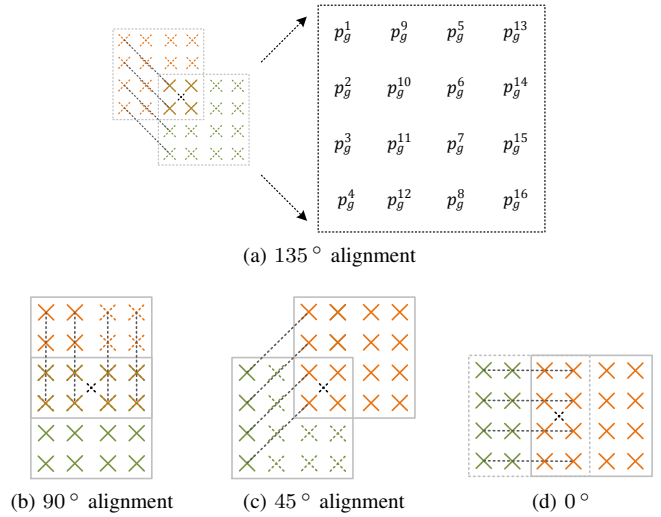 p_g^1 p_g^9 p_g^5 p_g^13
p_g^2 p_g^10 p_g^6 p_g^14
p_g^3 p_g^11 p_g^7 p_g^15
p_g^4 p_g^12 p_g^8 p_g^16
(a) 135° alignment
(b) 90° alignment
(c) 45° alignment
(d) 0°